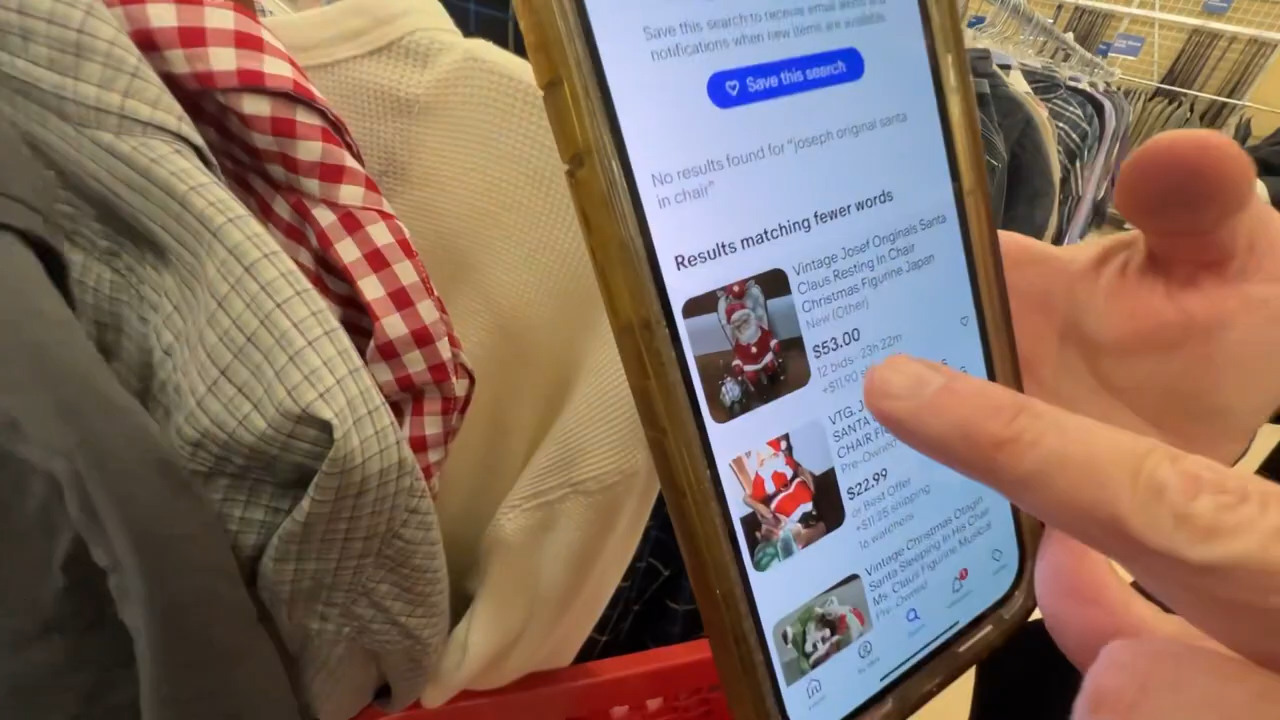 Save this search to receive email alerts and
notifications when new items are available.
Save this search
No results found for "joseph original santa
in chair"
Results matching fewer words
Vintage Josef Originals Santa
Claus Resting In Chair
Christmas Figurine Japan
New (Other)
$53.00
12 bids · 23h 22m
+$11.90
VTG.
SANTA
CHAIR
Pre-Owned
$22.99
or Best Offer
+$11.25 shipping
16 watchers
Vintage Christmas
Santa Sleeping In His Chair
Ms. Claus Figurine Musical
Pre-Owned